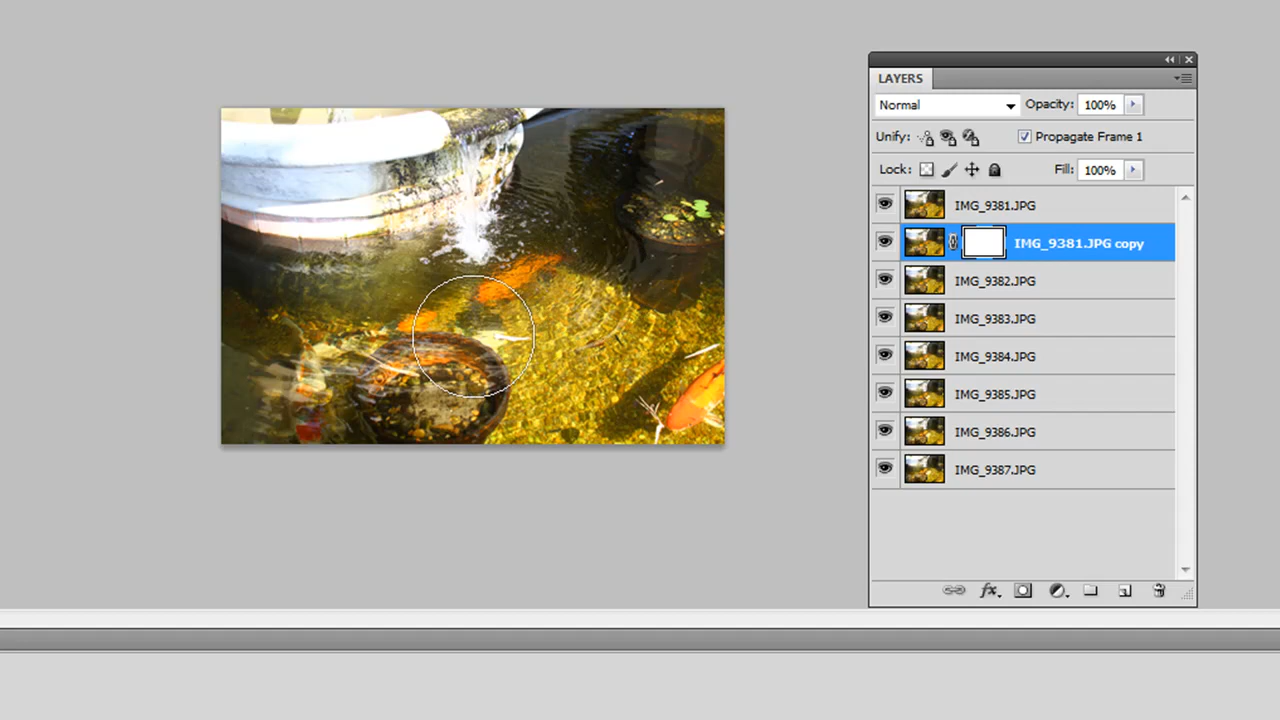 LAYERS
Normal Opacity: 100%
Unify: Propagate Frame 1
Lock: Fill: 100%
IMG_9381.JPG
IMG_9381.JPG copy
IMG_9382.JPG
IMG_9383.JPG
IMG_9384.JPG
IMG_9385.JPG
IMG_9386.JPG
IMG_9387.JPG
fx